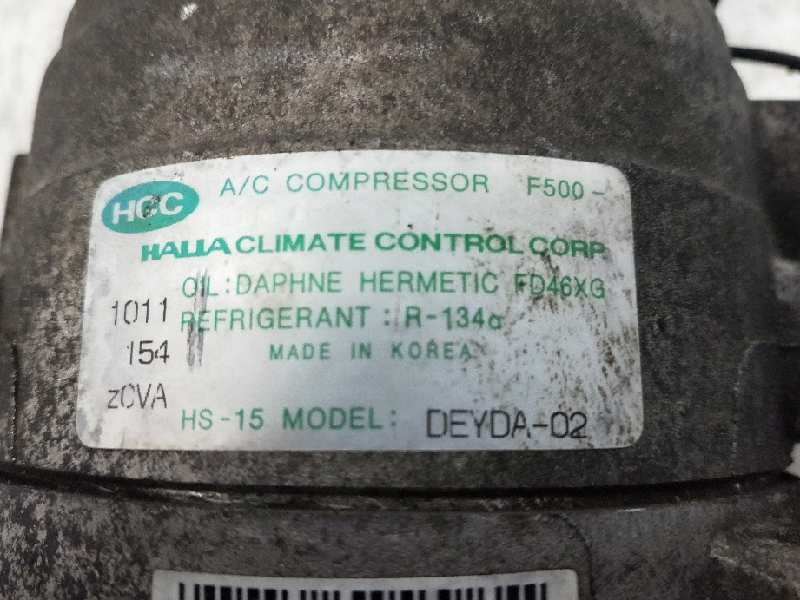 HCC A/C COMPRESSOR F500-
HALLA CLIMATE CONTROL CORP.
OIL: DAPHNE HERMETIC FD46XG
1011 REFRIGERANT: R-134a
154 MADE IN KOREA
zCVA
HS-15 MODEL: DEYDA-02